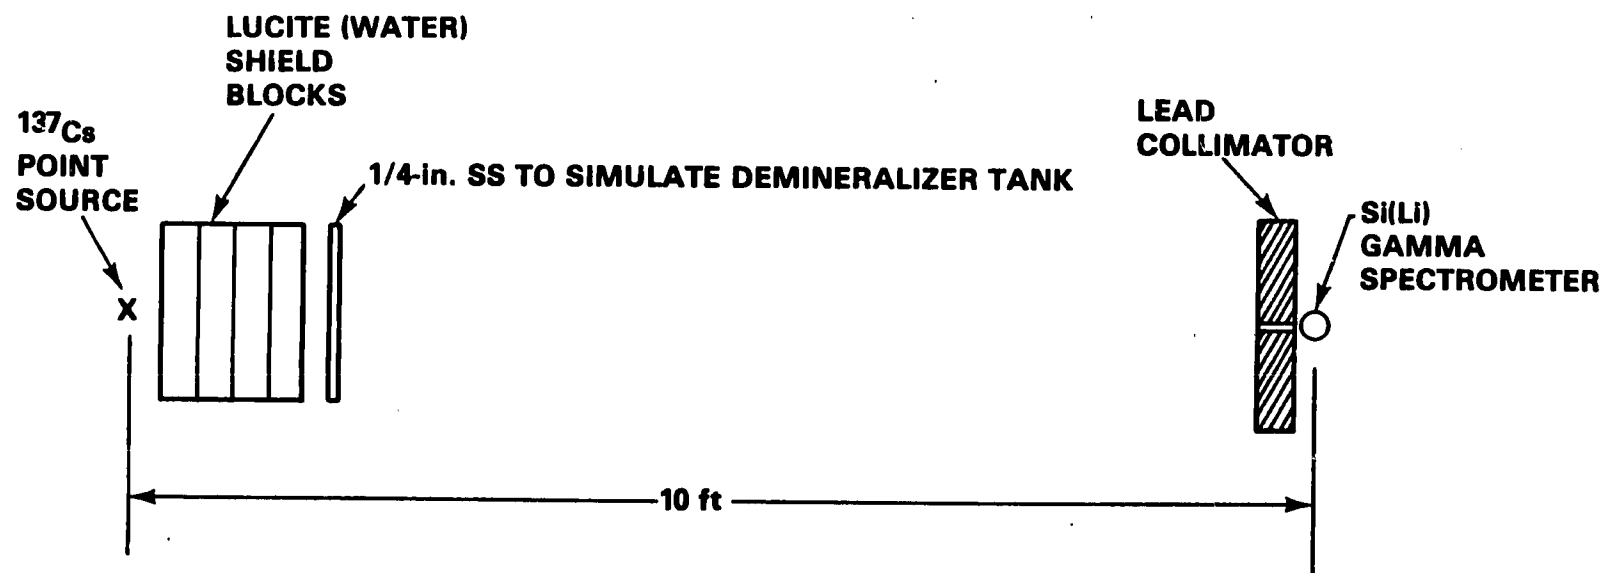 LUCITE (WATER)
SHIELD
BLOCKS
137Cs
POINT
SOURCE
1/4-in. SS TO SIMULATE DEMINERALIZER TANK
LEAD
COLLIMATOR
Si(Li)
GAMMA
SPECTROMETER
X
10 ft